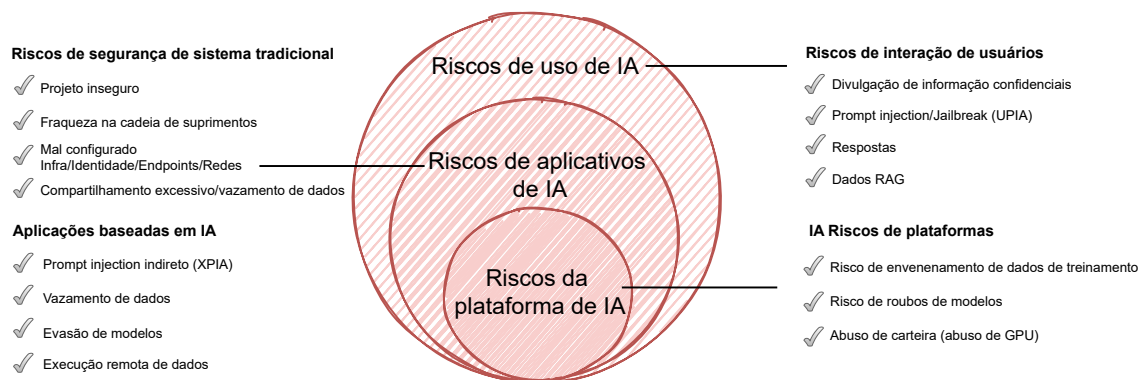 Riscos de segurança de sistema tradicional
Projeto inseguro
Fraqueza na cadeia de suprimentos
Mal configurado
Infra/Identidade/Endpoints/Redes
Compartilhamento excessivo/vazamento de dados
Aplicações baseadas em IA
Prompt injection indireto (XPIA)
Vazamento de dados
Evasão de modelos
Execução remota de dados
Riscos de uso de IA
Riscos de aplicativos
de IA
Riscos da
plataforma de IA
Riscos de interação de usuários
Divulgação de informação confidenciais
Prompt injection/Jailbreak (UPIA)
Respostas
Dados RAG
IA Riscos de plataformas
Risco de envenenamento de dados de treinamento
Risco de roubos de modelos
Abuso de carteira (abuso de GPU)